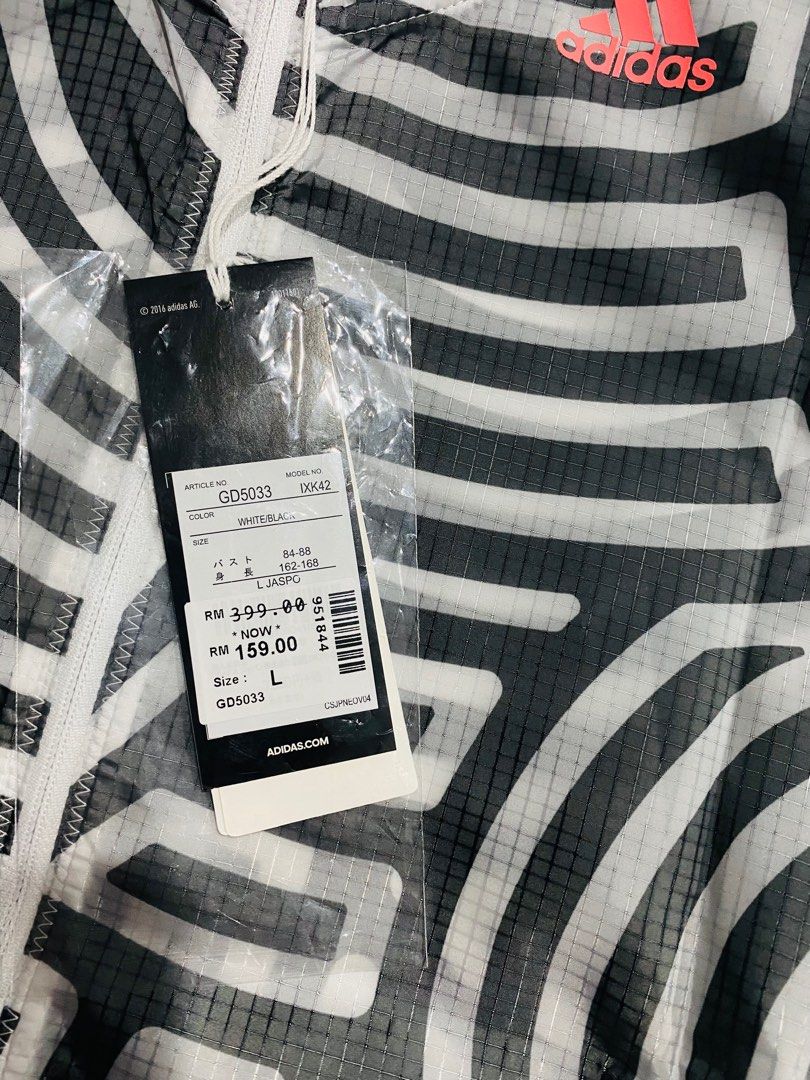 adidas
© 2016 adidas AG.
ARTICLE NO. MODEL NO.
GD5033 IXK42
COLOR
WHITE/BLACK
SIZE
バスト 84-88
身長 162-168
L JASPO
RM 399.00
* NOW *
RM 159.00
Size : L
GD5033
951844
CSJPNEOV04
ADIDAS.COM